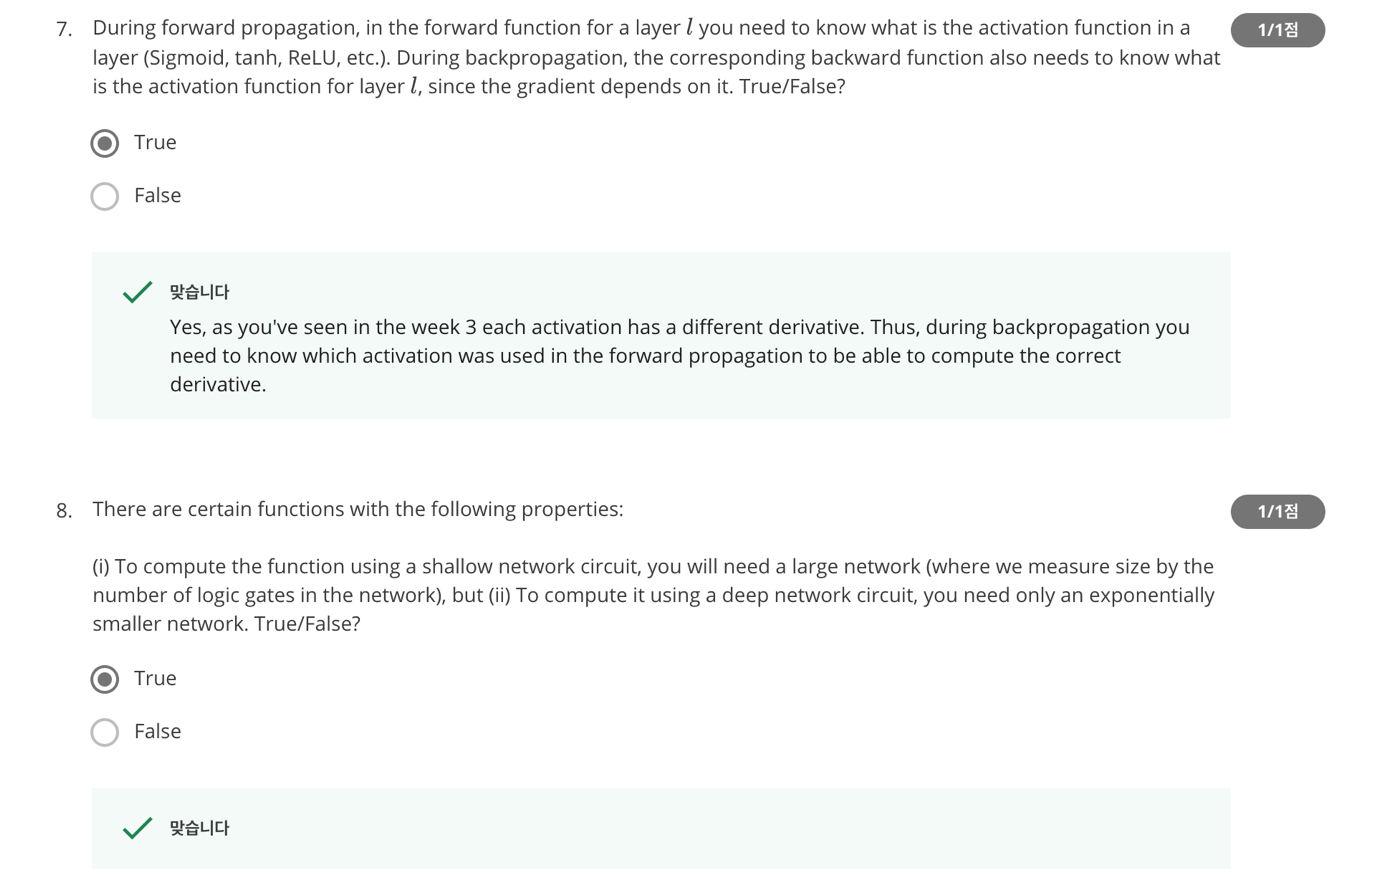 7. During forward propagation, in the forward function for a layer l you need to know what is the activation function in a 1/1점
layer (Sigmoid, tanh, ReLU, etc.). During backpropagation, the corresponding backward function also needs to know what
is the activation function for layer l, since the gradient depends on it. True/False?
True
False
맞습니다
Yes, as you've seen in the week 3 each activation has a different derivative. Thus, during backpropagation you
need to know which activation was used in the forward propagation to be able to compute the correct
derivative.
8. There are certain functions with the following properties: 1/1점
(i) To compute the function using a shallow network circuit, you will need a large network (where we measure size by the
number of logic gates in the network), but (ii) To compute it using a deep network circuit, you need only an exponentially
smaller network. True/False?
True
False
맞습니다